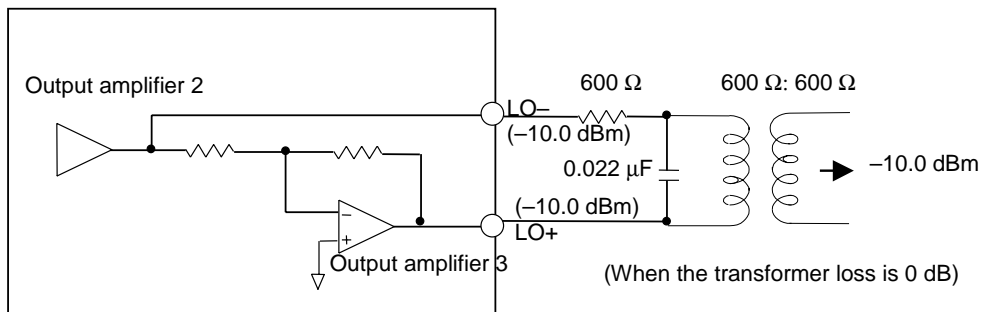 Output amplifier 2
600 Ω
600 Ω: 600 Ω
LO–
(–10.0 dBm)
0.022 μF
–10.0 dBm
(–10.0 dBm)
LO+
–
+
Output amplifier 3
(When the transformer loss is 0 dB)